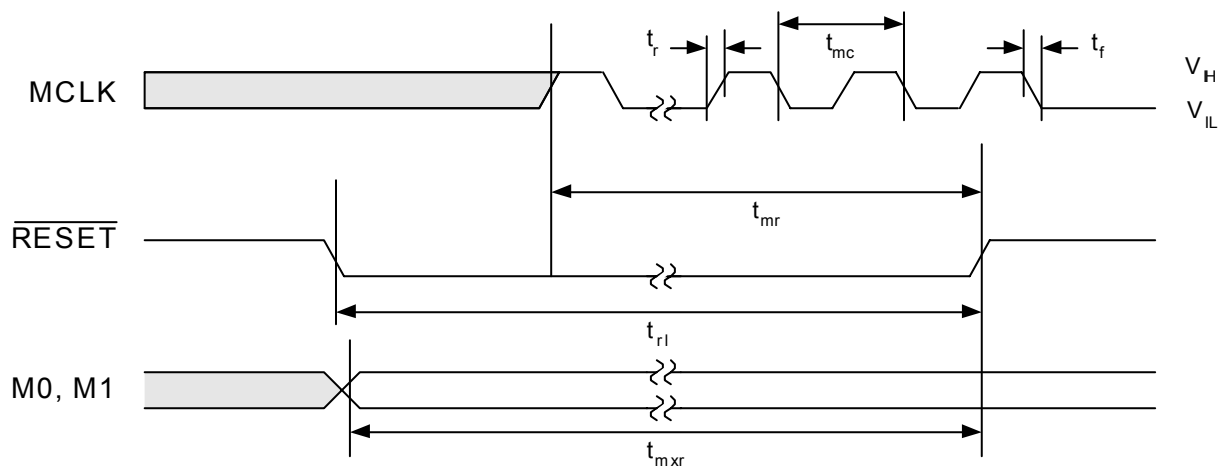 t_r
t_mc
t_f
MCLK
V_IH
V_IL
t_mr
RESET
t_rl
M0, M1
t_mxr